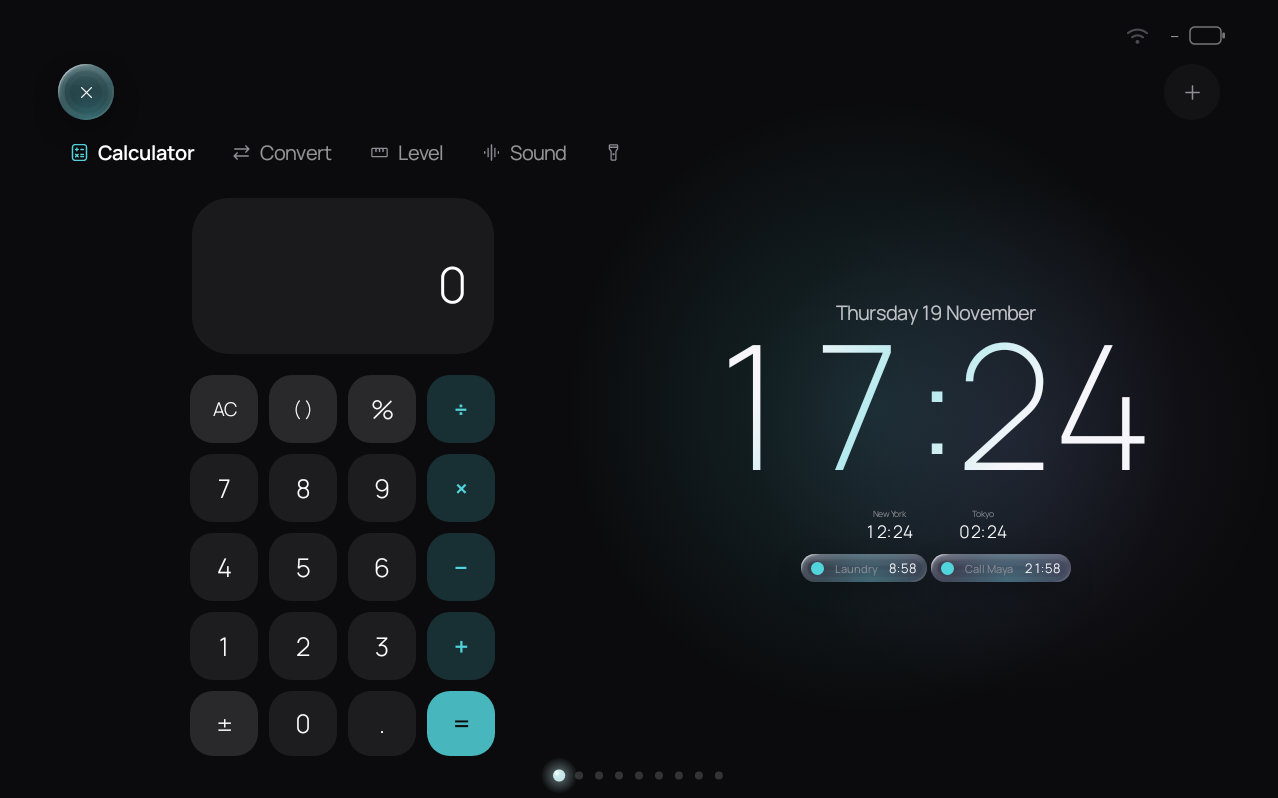 –
Calculator Convert Level Sound
0
AC ( ) % ÷
7 8 9 ×
4 5 6 −
1 2 3 +
± 0 . =
Thursday 19 November
17:24
New York Tokyo
12:24 02:24
Laundry 8:58 Call Maya 21:58